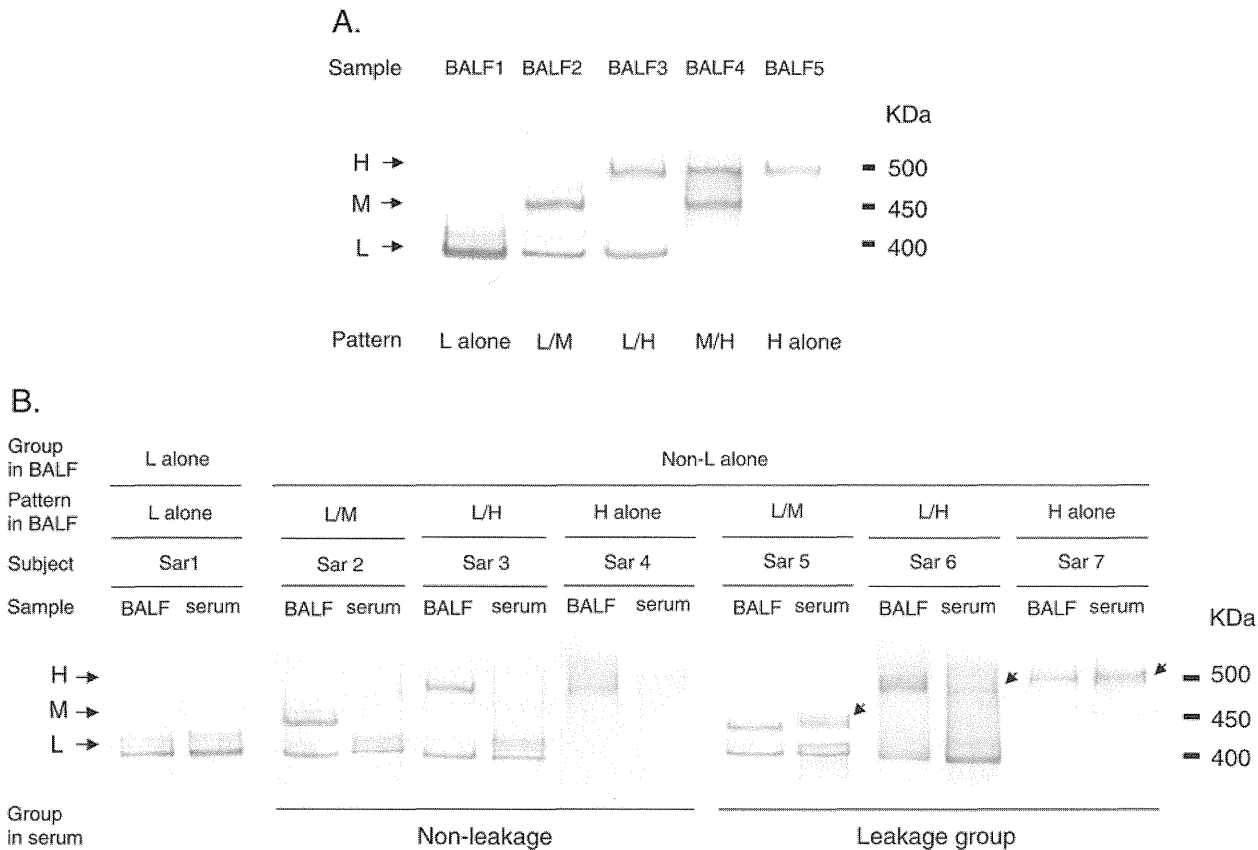 A.
Sample BALF1 BALF2 BALF3 BALF4 BALF5
KDa
H 500
M 450
L 400
Pattern L alone L/M L/H M/H H alone
B.
Group in BALF L alone Non-L alone
Pattern in BALF L alone L/M L/H H alone L/M L/H H alone
Subject Sar1 Sar 2 Sar 3 Sar 4 Sar 5 Sar 6 Sar 7
Sample BALF serum BALF serum BALF serum BALF serum BALF serum BALF serum BALF serum
KDa
H 500
M 450
L 400
Group in serum Non-leakage Leakage group